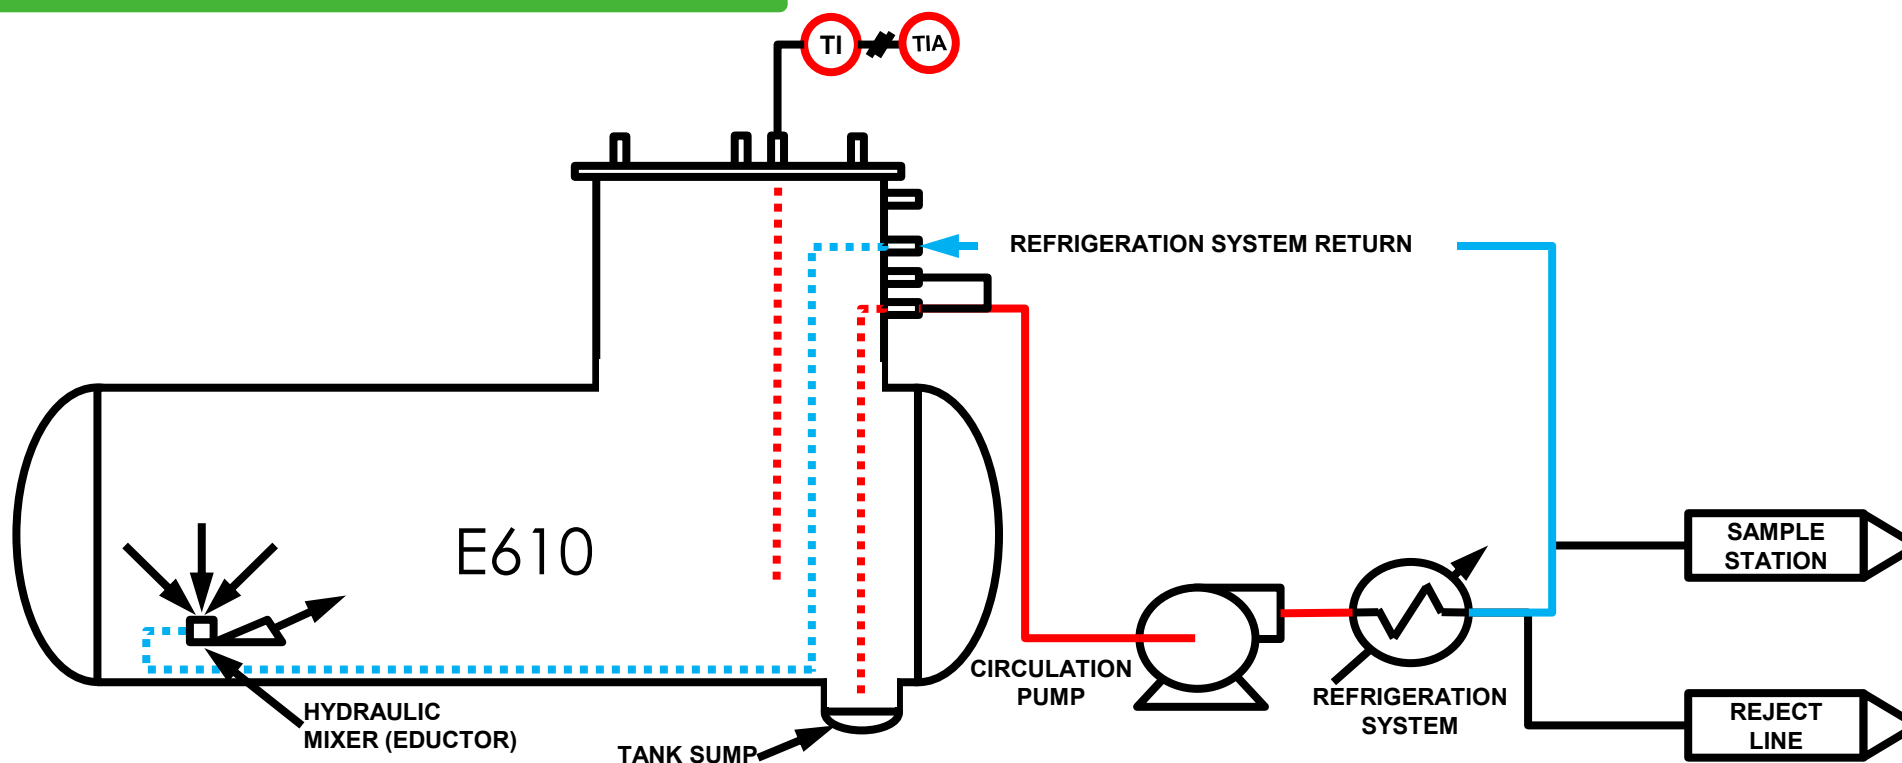 TI
TIA
REFRIGERATION SYSTEM RETURN
E610
SAMPLE
STATION
CIRCULATION
PUMP
REFRIGERATION
SYSTEM
REJECT
LINE
HYDRAULIC
MIXER (EDUCTOR)
TANK SUMP